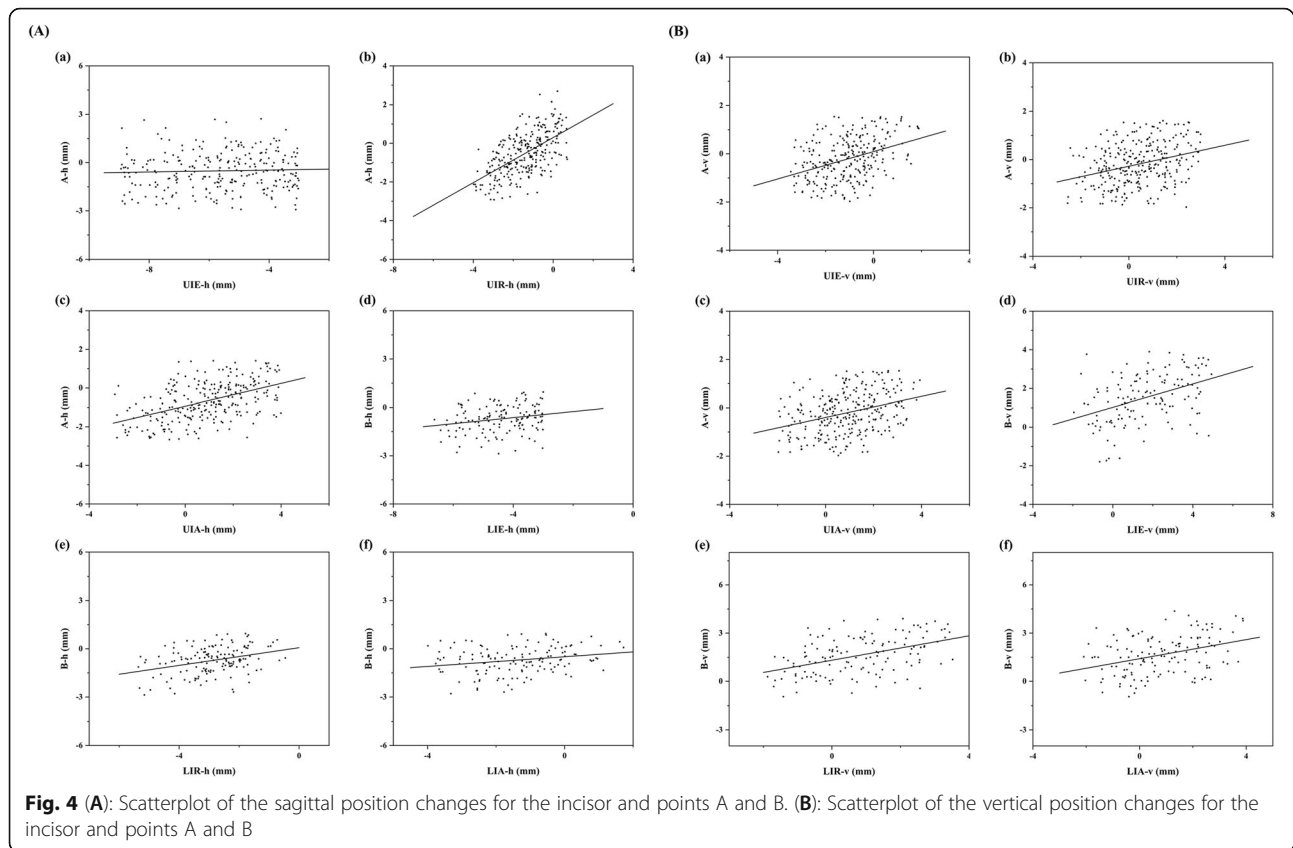 (A)
(B)
(a)
(b)
(a)
(b)
6
3
0
-3
-6
A-h (mm)
-8
-4
UIE-h (mm)
4
2
0
-2
-4
-6
A-h (mm)
-8
-4
0
4
UIR-h (mm)
4
2
0
-2
-4
A-v (mm)
-4
0
4
UIE-v (mm)
4
2
0
-2
-4
A-v (mm)
-4
0
4
UIR-v (mm)
(c)
(d)
(c)
(d)
4
2
0
-2
-4
-6
A-h (mm)
-4
0
4
UIA-h (mm)
6
3
0
-3
-6
B-h (mm)
-8
-6
-4
-2
0
LIE-h (mm)
4
2
0
-2
-4
A-v (mm)
-4
0
4
UIA-v (mm)
6
4
2
0
-2
-4
B-v (mm)
-4
0
4
8
LIE-v (mm)
(e)
(f)
(e)
(f)
6
3
0
-3
-6
B-h (mm)
-4
0
LIR-h (mm)
6
3
0
-3
-6
B-h (mm)
-4
0
LIA-h (mm)
6
3
0
-3
B-v (mm)
0
4
LIR-v (mm)
6
3
0
-3
B-v (mm)
-4
0
4
LIA-v (mm)
Fig. 4 (A): Scatterplot of the sagittal position changes for the incisor and points A and B. (B): Scatterplot of the vertical position changes for the
incisor and points A and B